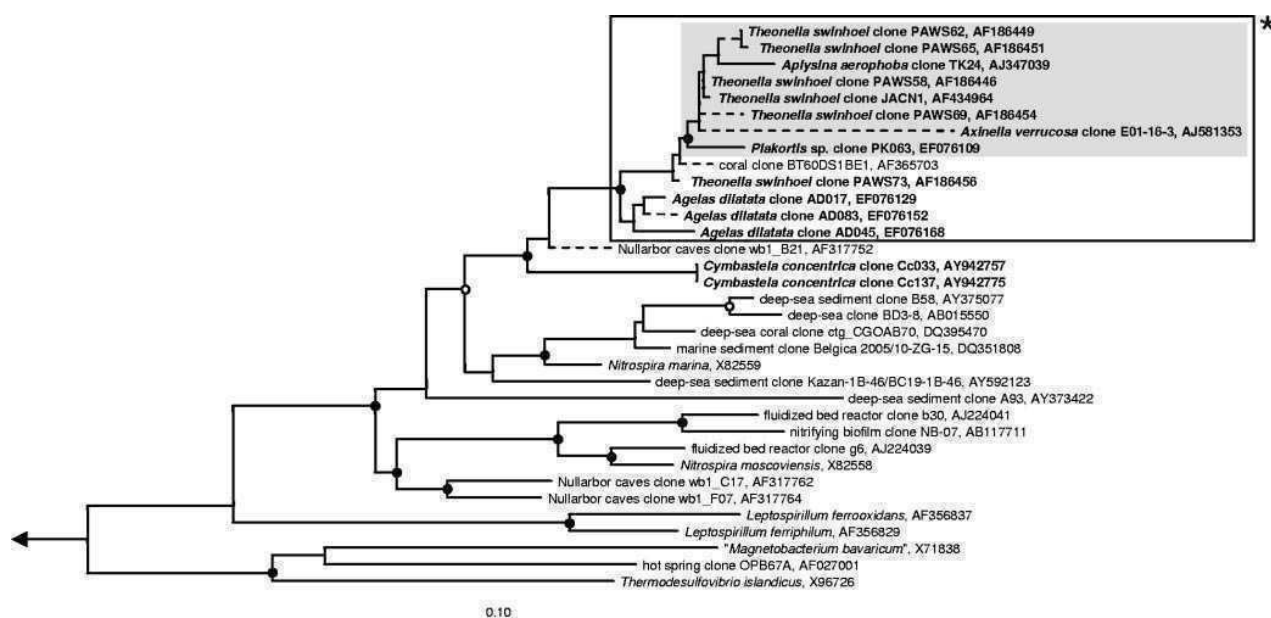 Theonella swinhoei clone PAWS62, AF186449
*
Theonella swinhoei clone PAWS65, AF186451
Aplysina aerophoba clone TK24, AJ347039
Theonella swinhoei clone PAWS58, AF186446
Theonella swinhoei clone JACN1, AF434964
Theonella swinhoei clone PAWS69, AF186454
Axinella verrucosa clone E01-16-3, AJ581353
Plakortis sp. clone PK063, EF076109
coral clone BT60DS1BE1, AF365703
Theonella swinhoei clone PAWS73, AF186456
Agelas dilatata clone AD017, EF076129
Agelas dilatata clone AD083, EF076152
Agelas dilatata clone AD045, EF076168
Nullarbor caves clone wb1_B21, AF317752
Cymbastela concentrica clone Cc033, AY942757
Cymbastela concentrica clone Cc137, AY942775
deep-sea sediment clone B58, AY375077
deep-sea clone BD3-8, AB015550
deep-sea coral clone ctg_CGOAB70, DQ395470
marine sediment clone Belgica 2005/10-ZG-15, DQ351808
Nitrospira marina, X82559
deep-sea sediment clone Kazan-1B-46/BC19-1B-46, AY592123
deep-sea sediment clone A93, AY373422
fluidized bed reactor clone b30, AJ224041
nitrifying biofilm clone NB-07, AB117711
fluidized bed reactor clone g6, AJ224039
Nitrospira moscoviensis, X82558
Nullarbor caves clone wb1_C17, AF317762
Nullarbor caves clone wb1_F07, AF317764
Leptospirillum ferrooxidans, AF356837
Leptospirillum ferriphilum, AF356829
"Magnetobacterium bavaricum", X71838
hot spring clone OPB67A, AF027001
Thermodesulfovibrio islandicus, X96726
0.10